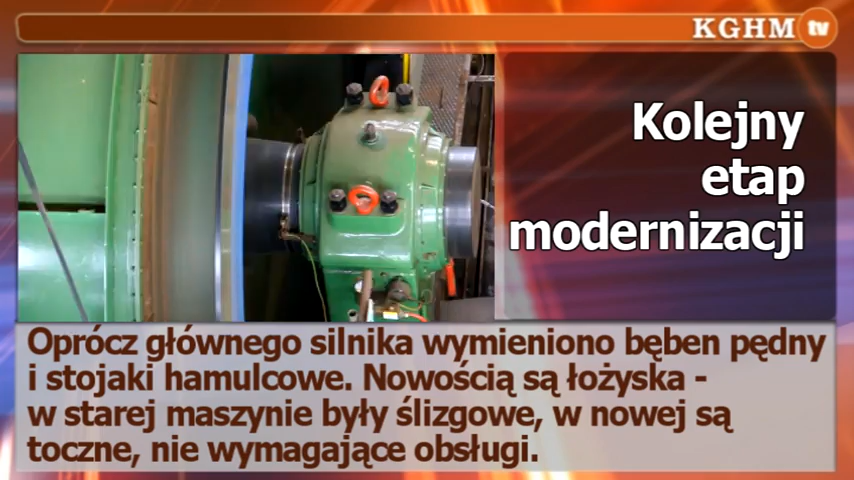 KGHM tv
Kolejny
etap
modernizacji
Oprócz głównego silnika wymieniono bęben pędny
i stojaki hamulcowe. Nowością są łożyska -
w starej maszynie były ślizgowe, w nowej są
toczne, nie wymagające obsługi.